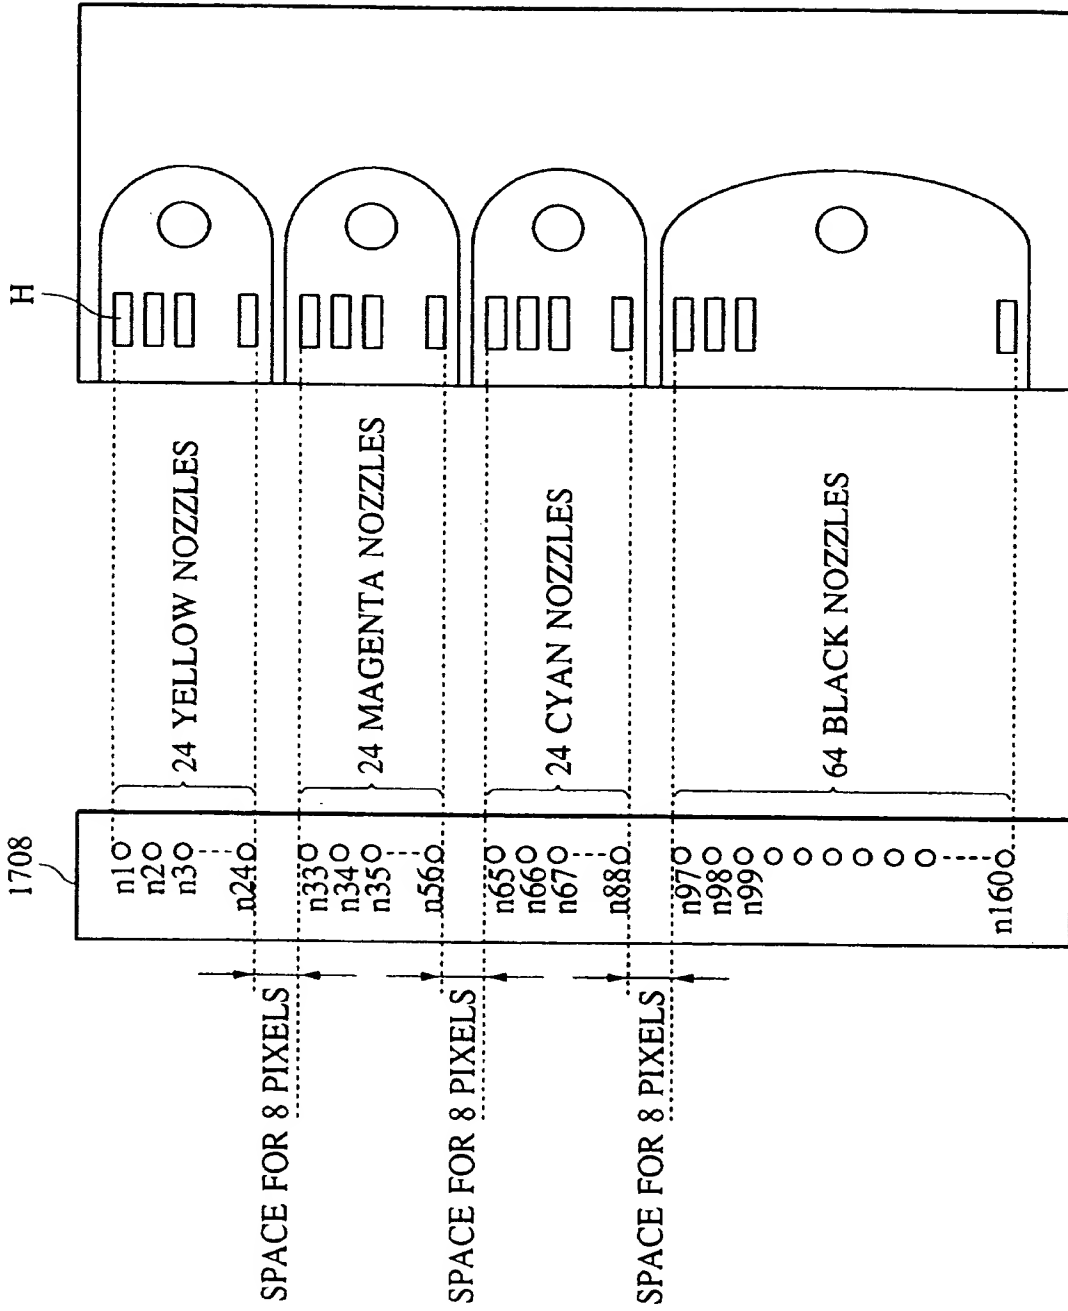 H
1708
n1
n2
n3
n24
24 YELLOW NOZZLES
SPACE FOR 8 PIXELS
n33
n34
n35
n56
24 MAGENTA NOZZLES
SPACE FOR 8 PIXELS
n65
n66
n67
n88
24 CYAN NOZZLES
SPACE FOR 8 PIXELS
n97
n98
n99
n160
64 BLACK NOZZLES